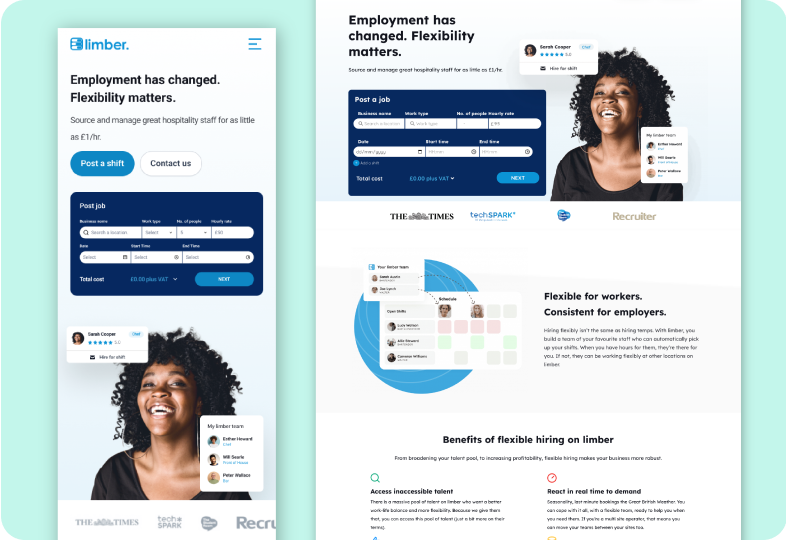 limber.
Employment has changed.
Flexibility matters.
Source and manage great hospitality staff for as little
as £1/hr.
Post a shift
Contact us
Post job
Business name
Work type
No. of people
Hourly rate
Search a location
Select
5
£50
Date
Start Time
End Time
Select
Select
Select
Total cost
£0.00 plus VAT
NEXT
Sarah Cooper
Chef
5.0
Hire for shift
My limber team
Esther Howard
Chef
Will Searle
Front of House
Peter Wallace
Bar
THE TIMES
tech
SPARK
Recru
Employment has
changed. Flexibility
matters.
Source and manage great hospitality staff for as little as £1/hr.
Sarah Cooper
Chef
5.0
Hire for shift
Post a job
Business name
Work type
No. of people
Hourly rate
Search a location
Work type
Date
Start time
End time
dd/mm/yyyy
hh:mm
hh:mm
Add a shift
Total cost
£0.00 plus VAT
NEXT
My limber team
Esther Howard
Chef
Will Searle
Peter Wallace
Bar
THE TIMES
techSPARK
Recruiter
Your limber team
Sarah Austin
Zoe Lynch
Schedule
Open Shifts
Lucy Wilson
Milly Steward
Cameron Williams
Flexible for workers.
Consistent for employers.
Hiring flexibly isn't the same as hiring temps. With limber, you
build a team of your favourite staff who can automatically pick
up your shifts. When you have hours for them, they're there for
you. If not, they can be working flexibly at other locations on
limber.
Benefits of flexible hiring on limber
From broadening your talent pool, to increasing profitability, flexible hiring makes your business more robust.
Access inaccessible talent
There is a massive pool of talent on limber who want a better
work-life balance and more flexibility. Because we give them
that, you can access this pool of talent (just a bit more on their
terms).
React in real time to demand
Seasonality, last minute bookings the Great British Weather. You
can cope with it all, with a flexible team, ready to help you when
you need them. If you're a multi site operator, that means you
can move your teams between your sites too.